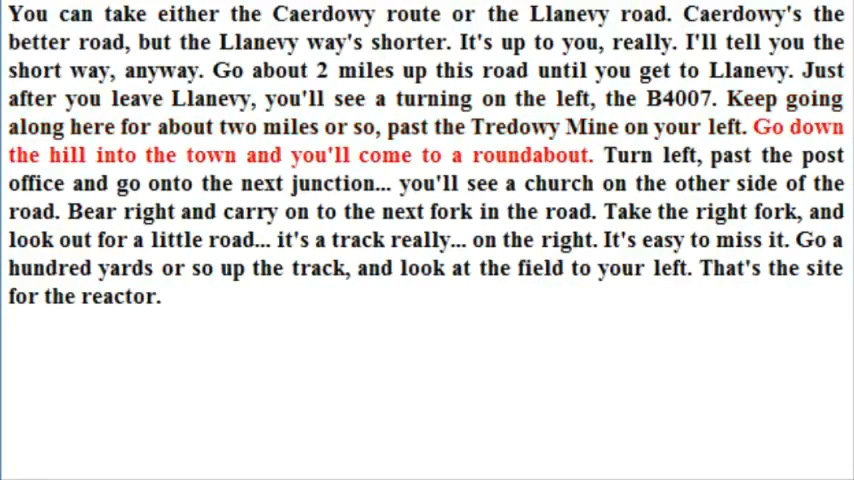 You can take either the Caerdowy route or the Llanevy road. Caerdowy's the
better road, but the Llanevy way's shorter. It's up to you, really. I'll tell you the
short way, anyway. Go about 2 miles up this road until you get to Llanevy. Just
after you leave Llanevy, you'll see a turning on the left, the B4007. Keep going
along here for about two miles or so, past the Tredowy Mine on your left. Go down
the hill into the town and you'll come to a roundabout. Turn left, past the post
office and go onto the next junction... you'll see a church on the other side of the
road. Bear right and carry on to the next fork in the road. Take the right fork, and
look out for a little road... it's a track really... on the right. It's easy to miss it. Go a
hundred yards or so up the track, and look at the field to your left. That's the site
for the reactor.